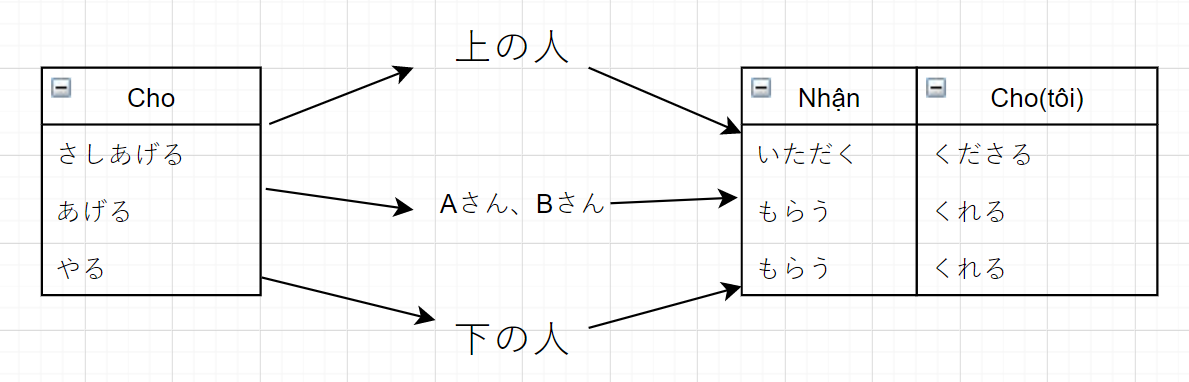 上の人
Cho
Nhận
Cho(tôi)
さしあげる
いただく
くださる
あげる
Aさん、Bさん
もらう
くれる
やる
もらう
くれる
下の人